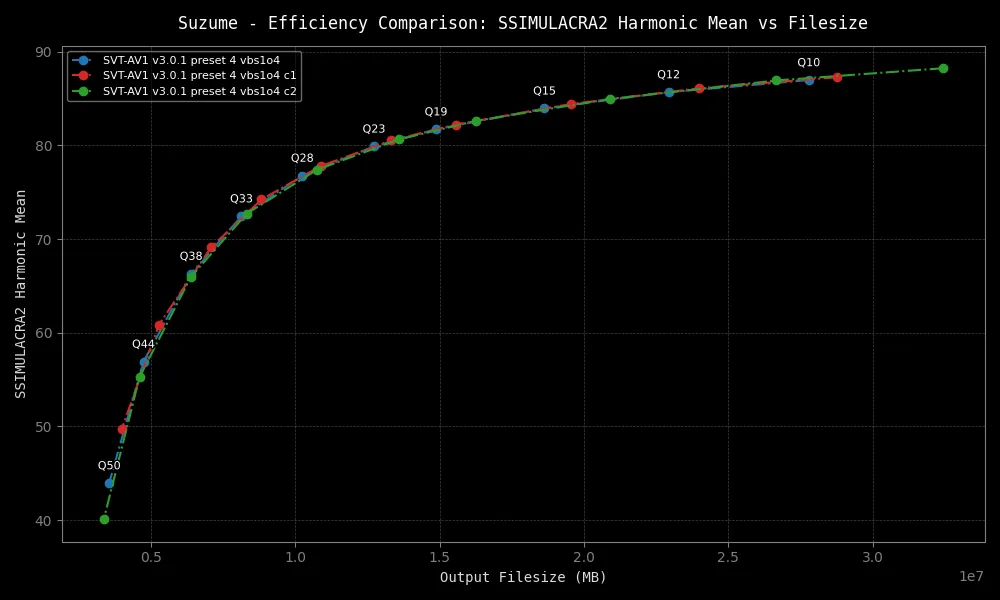 Suzume - Efficiency Comparison: SSIMULACRA2 Harmonic Mean vs Filesize
SVT-AV1 v3.0.1 preset 4 vbs1o4
SVT-AV1 v3.0.1 preset 4 vbs1o4 c1
SVT-AV1 v3.0.1 preset 4 vbs1o4 c2
90
80
70
60
50
40
SSIMULACRA2 Harmonic Mean
Q10
Q12
Q15
Q19
Q23
Q28
Q33
Q38
Q44
Q50
0.5
1.0
1.5
2.0
2.5
3.0
1e7
Output Filesize (MB)